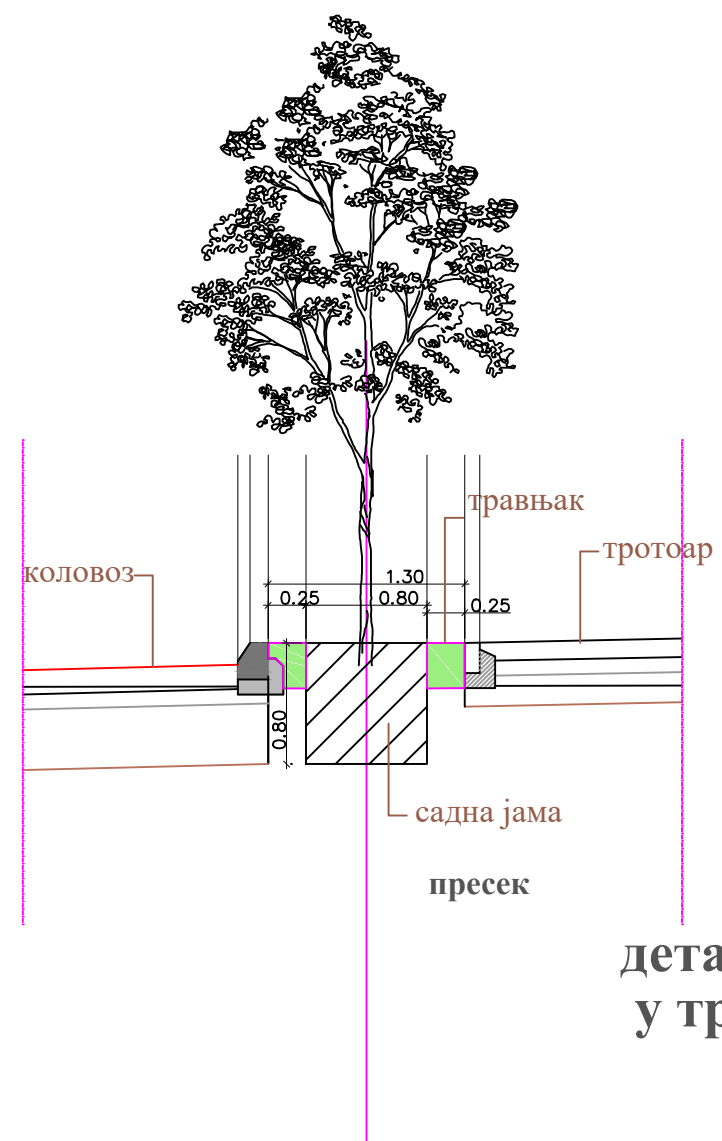 травњак
тротоар
коловоз
1.30
0.25
0.80
0.25
0.80
садна јама
пресек
дета
у тр